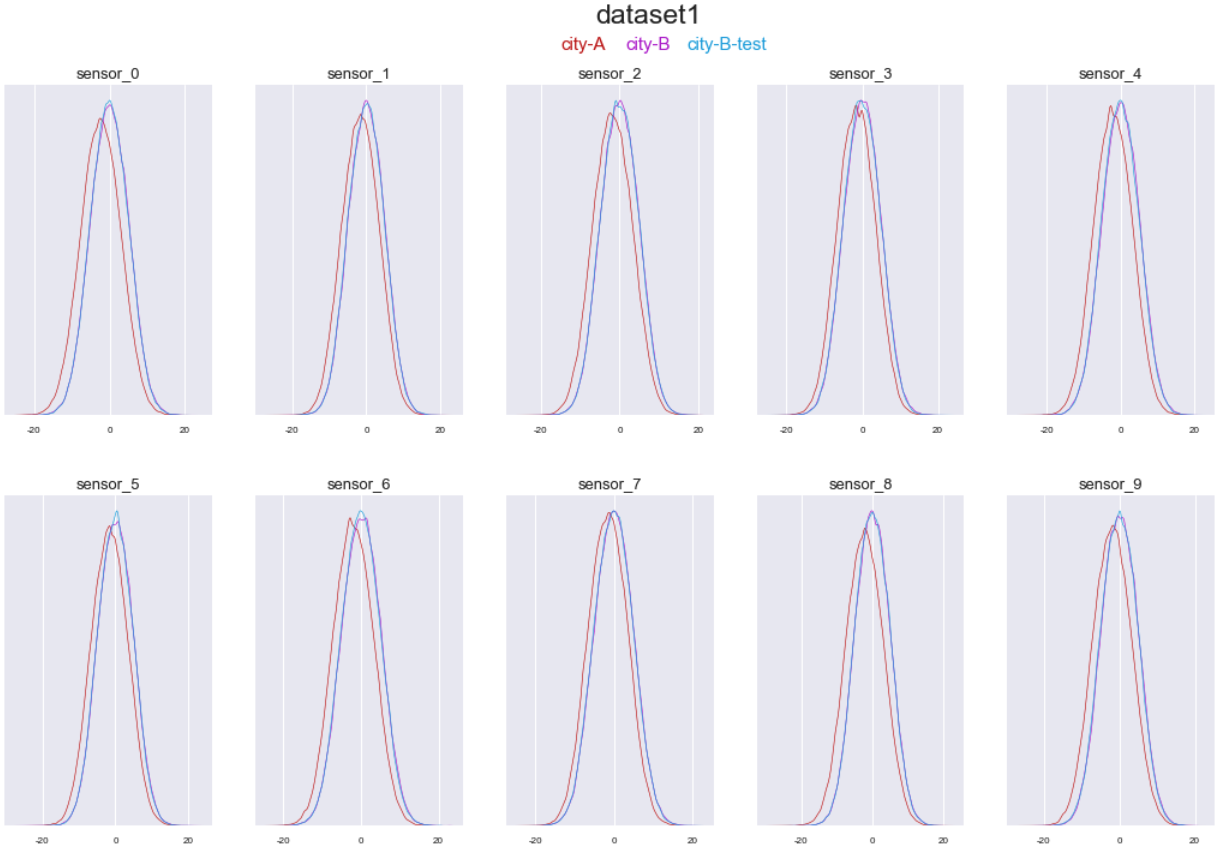 dataset1
city-A city-B city-B-test
sensor_0 sensor_1 sensor_2 sensor_3 sensor_4
-20 0 20 -20 0 20 -20 0 20 -20 0 20 -20 0 20
sensor_5 sensor_6 sensor_7 sensor_8 sensor_9
-20 0 20 -20 0 20 -20 0 20 -20 0 20 -20 0 20